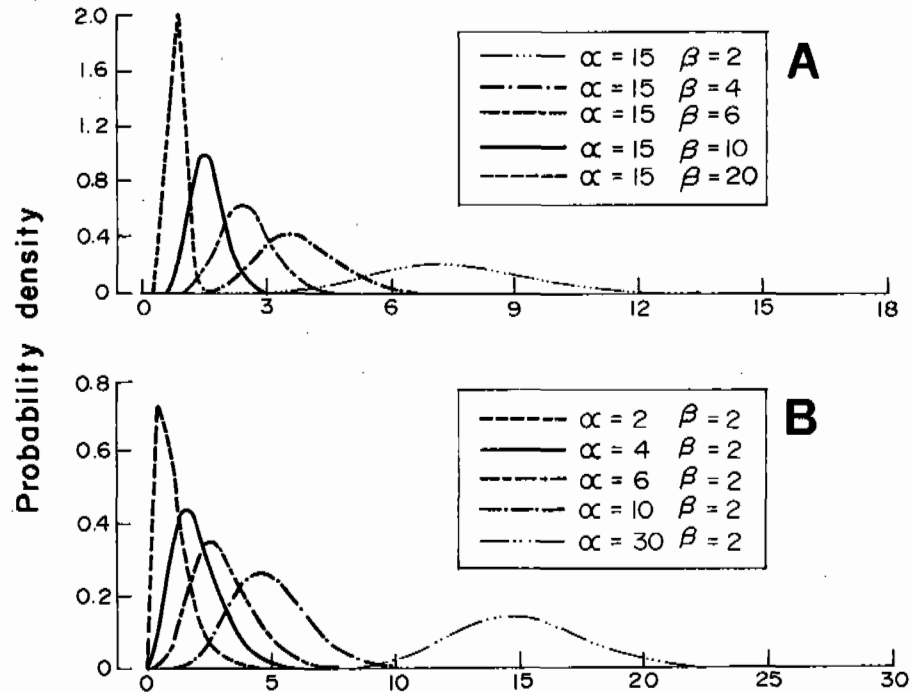 A
2.0
1.6
1.2
0.8
0.4
0
∝ = 15 β = 2
∝ = 15 β = 4
∝ = 15 β = 6
∝ = 15 β = 10
∝ = 15 β = 20
0 3 6 9 12 15 18
Probability density
B
0.8
0.6
0.4
0.2
0
∝ = 2 β = 2
∝ = 4 β = 2
∝ = 6 β = 2
∝ = 10 β = 2
∝ = 30 β = 2
0 5 10 15 20 25 30